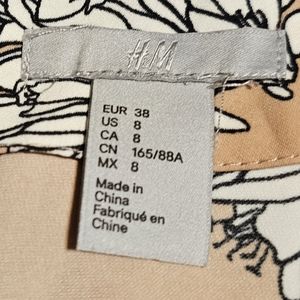 H&M
EUR 38
US 8
CA 8
CN 165/88A
MX 8
Made in
China
Fabriqué en
Chine